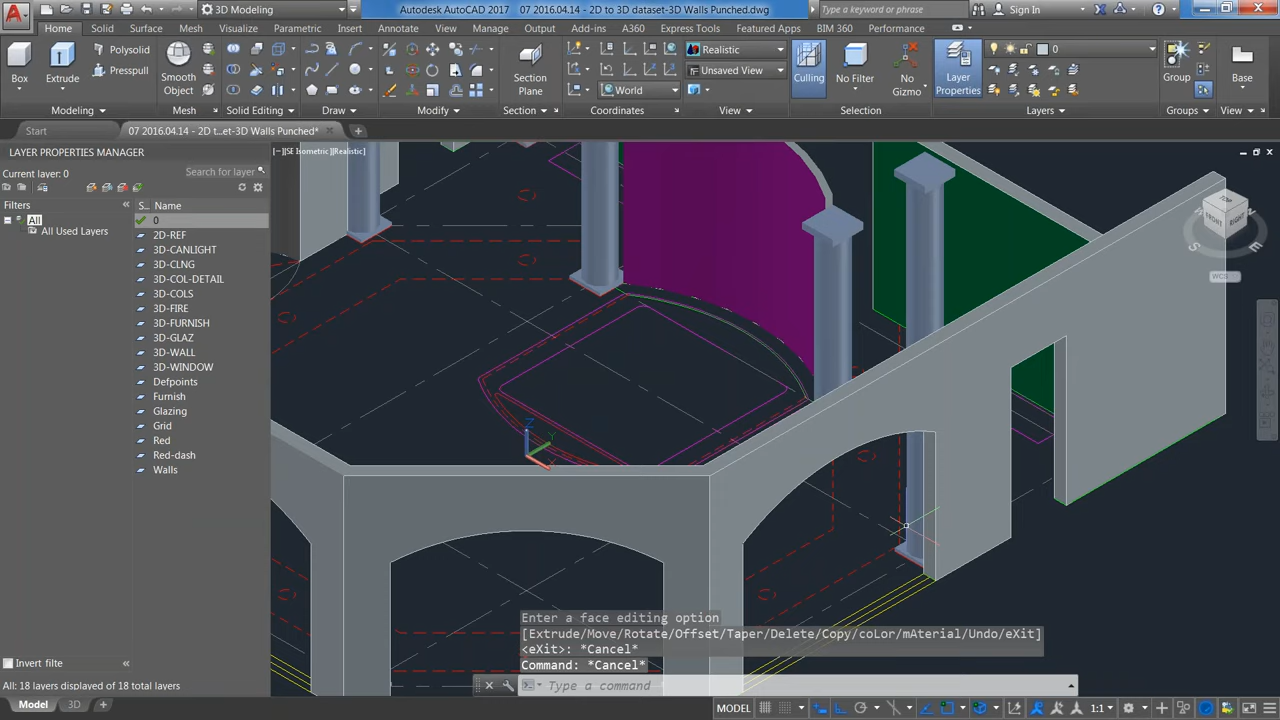 3D Modeling
Autodesk AutoCAD 2017
07 2016.04.14 - 2D to 3D dataset-3D Walls Punched.dwg
Type a keyword or phrase
Sign In
Home
Solid
Surface
Mesh
Visualize
Parametric
Insert
Annotate
View
Manage
Output
Add-ins
A360
Express Tools
Featured Apps
BIM 360
Performance
Box
Extrude
Polysolid
Presspull
Smooth
Object
Section
Plane
Realistic
Unsaved View
World
Culling
No Filter
No
Gizmo
Layer
Properties
0
Group
Base
Modeling
Mesh
Solid Editing
Draw
Modify
Section
Coordinates
View
Selection
Layers
Groups
View
Start
07 2016.04.14 - 2D t...et-3D Walls Punched*
LAYER PROPERTIES MANAGER
[−][SE Isometric][Realistic]
Current layer: 0
Search for layer
Filters
S..
Name
All
All Used Layers
0
2D-REF
3D-CANLIGHT
3D-CLNG
3D-COL-DETAIL
3D-COLS
3D-FIRE
3D-FURNISH
3D-GLAZ
3D-WALL
3D-WINDOW
Defpoints
Furnish
Glazing
Grid
Red
Red-dash
Walls
TOP
FRONT
RIGHT
S
E
WCS
Z
Y
X
Enter a face editing option
[Extrude/Move/Rotate/Offset/Taper/Delete/Copy/coLor/mAterial/Undo/eXit]
<eXit>: *Cancel*
Command: *Cancel*
Type a command
Invert filte
All: 18 layers displayed of 18 total layers
Model
3D
MODEL
1:1